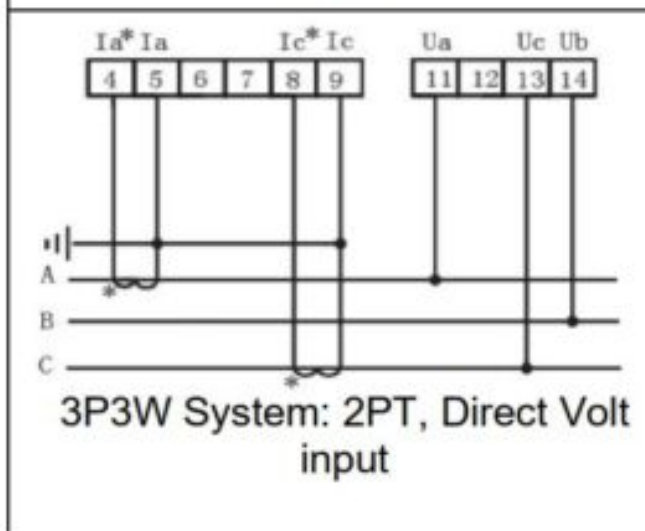 Ia* Ia Ic* Ic Ua Uc Ub
4 5 6 7 8 9 11 12 13 14
A
*
B
C
*
3P3W System: 2PT, Direct Volt
input